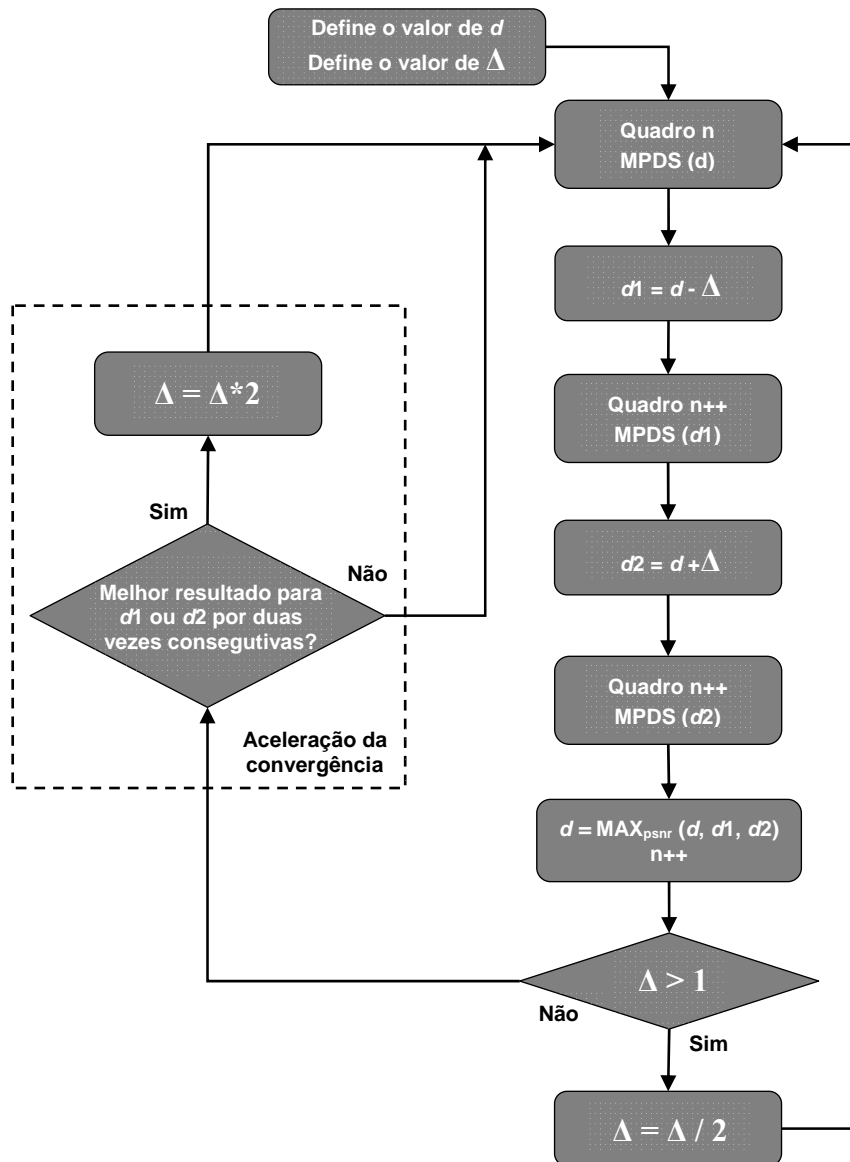 Define o valor de d
Define o valor de Δ
Quadro n
MPDS (d)
d1 = d - Δ
Quadro n++
MPDS (d1)
d2 = d +Δ
Quadro n++
MPDS (d2)
d = MAXpsnr (d, d1, d2)
n++
Δ > 1
Não
Sim
Δ = Δ / 2
Δ = Δ*2
Sim
Não
Melhor resultado para
d1 ou d2 por duas
vezes consegutivas?
Aceleração da
convergência